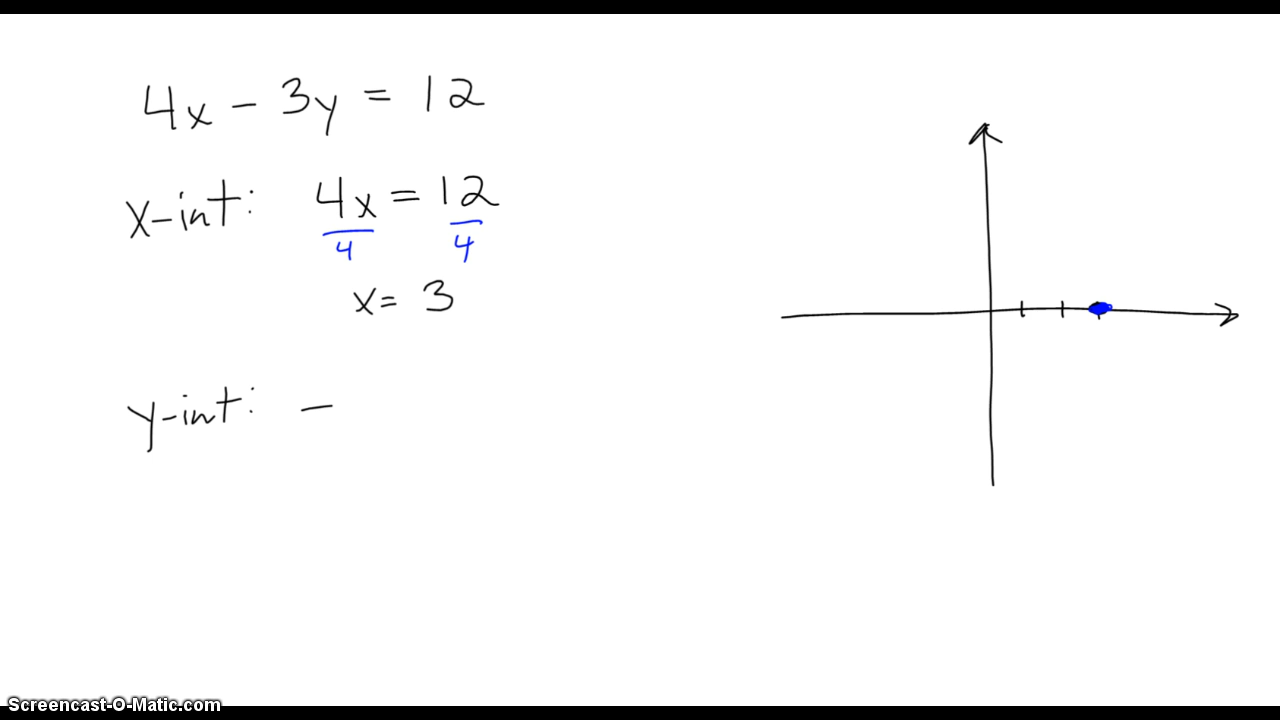 4x - 3y = 12
x-int: 4x = 12
4 4
x = 3
y-int: -
Screencast-O-Matic.com